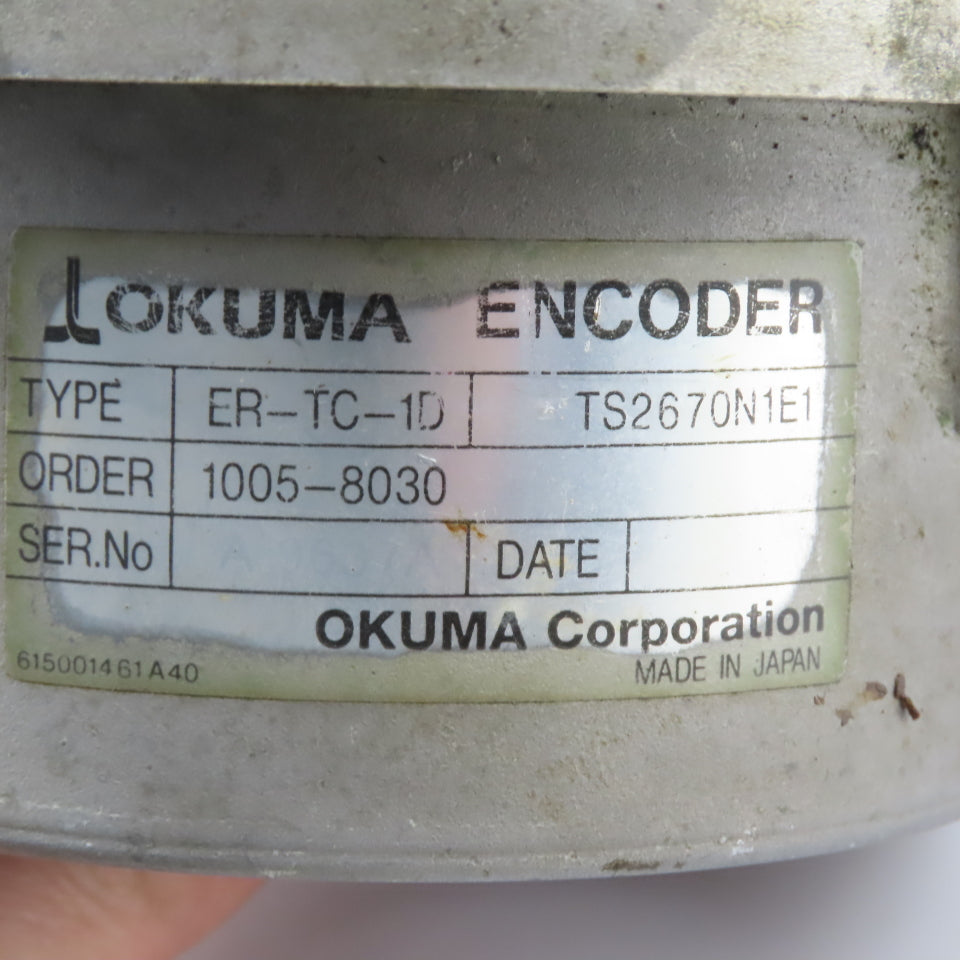 OKUMA ENCODER
TYPE ER-TC-1D TS2670N1E1
ORDER 1005-8030
SER.No DATE
OKUMA Corporation
615001461A40 MADE IN JAPAN